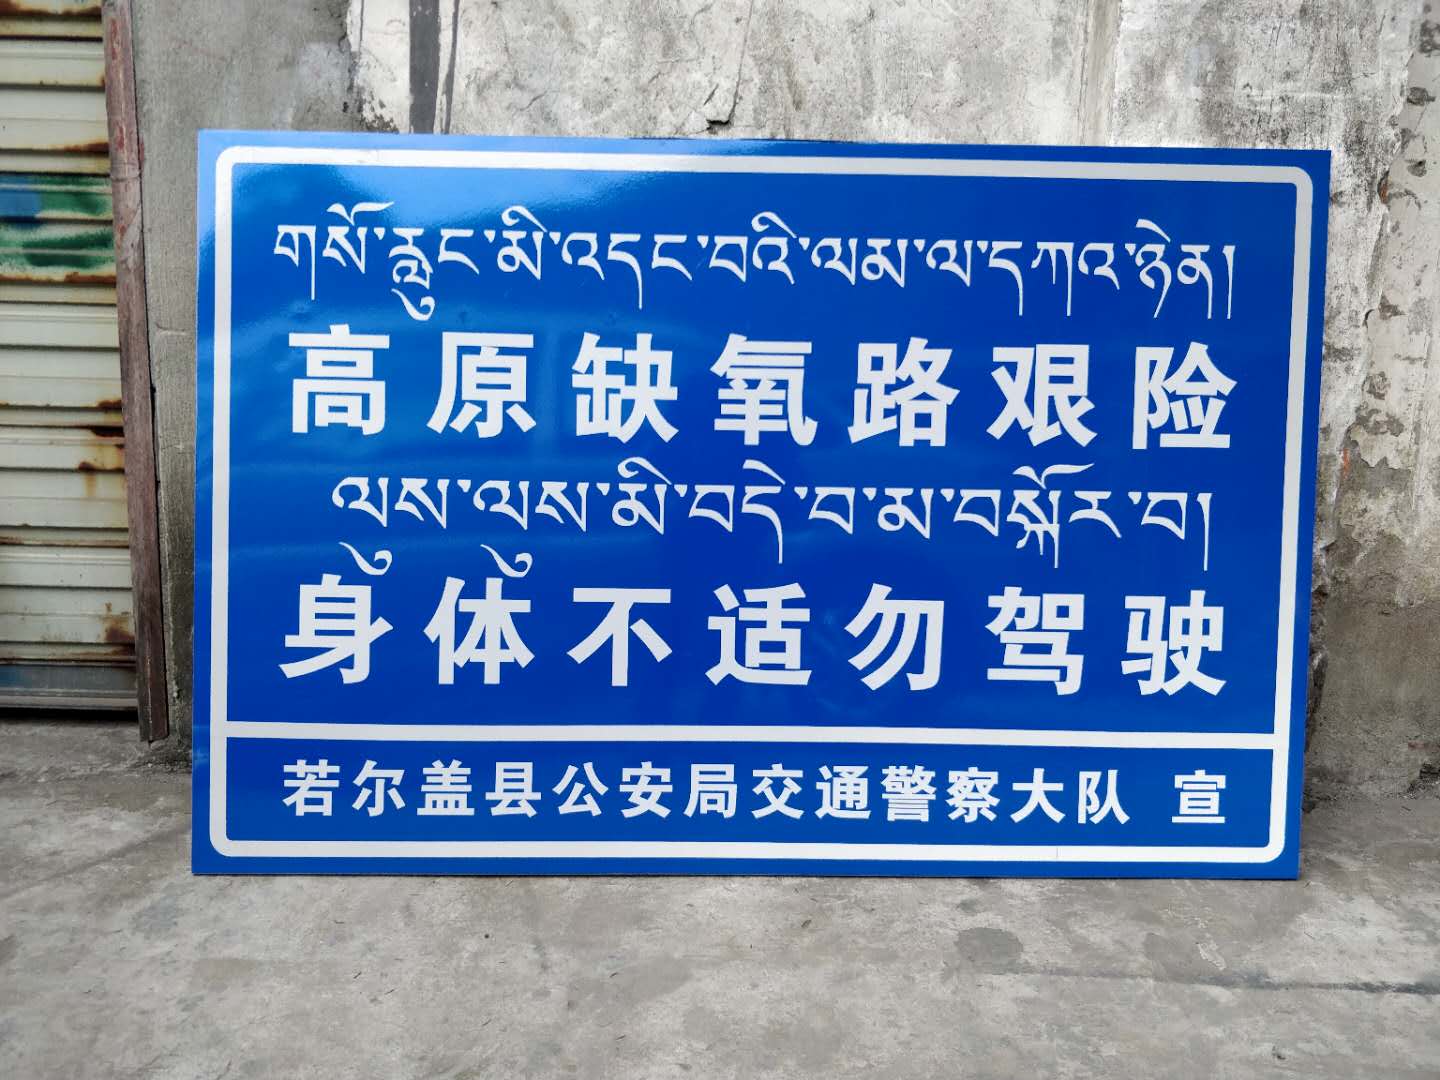 གསོ་རླུང་མི་འདང་བའི་ལམ་ལ་དཀའ་ཉེན།
高原缺氧路艰险
ལུས་ལུས་མི་བདེ་བ་མ་བསྐོར་བ།
身体不适勿驾驶
若尔盖县公安局交通警察大队 宣